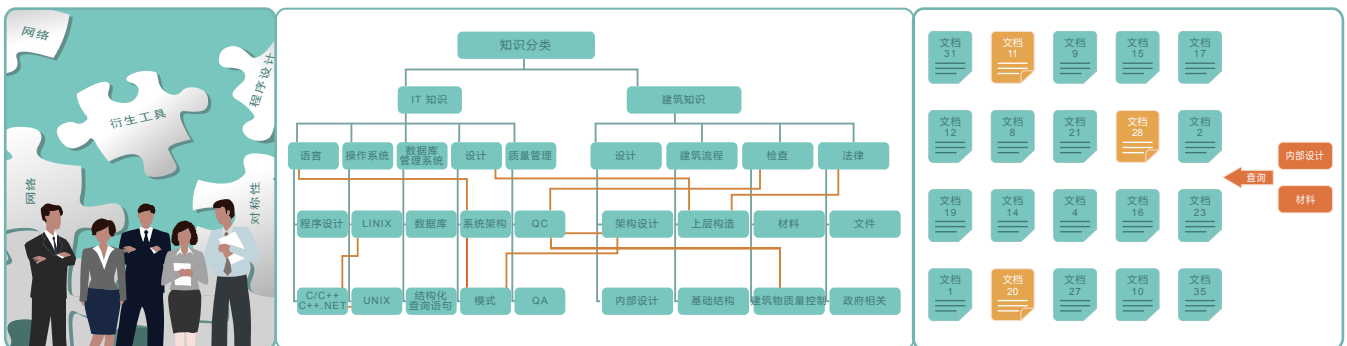 网络
程序设计
衍生工具
网络
对称性
知识分类
IT 知识
建筑知识
语言
操作系统
数据库
管理系统
设计
质量管理
设计
建筑流程
检查
法律
程序设计
LINIX
数据库
系统架构
QC
架构设计
上层构造
材料
文件
C/C++
C++.NET
UNIX
结构化
查询语句
模式
QA
内部设计
基础结构
建筑物质量控制
政府相关
文档
31
文档
11
文档
9
文档
15
文档
17
文档
12
文档
8
文档
21
文档
28
文档
2
文档
19
文档
14
文档
4
文档
16
文档
23
文档
1
文档
20
文档
27
文档
10
文档
35
内部设计
查询
材料